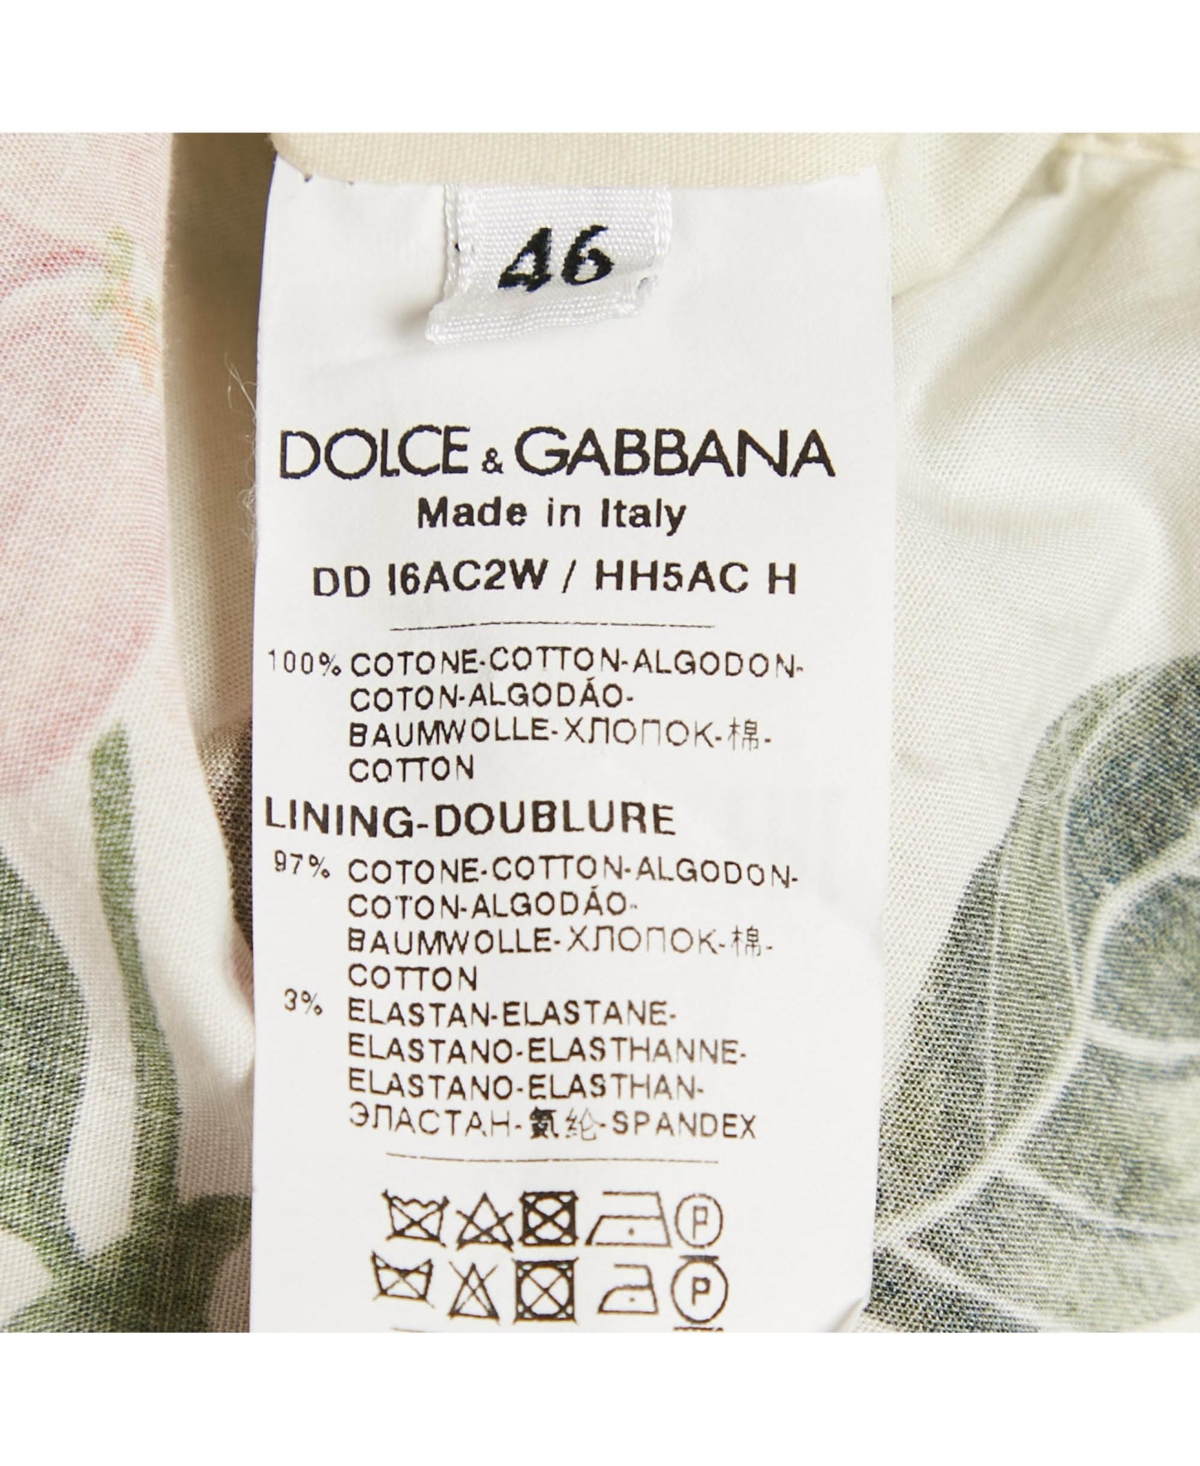 46
DOLCE & GABBANA
Made in Italy
DD I6AC2W / HH5AC H
100% COTONE-COTTON-ALGODON-
COTON-ALGODÃO-
BAUMWOLLE-ХЛОПОК-棉-
COTTON
LINING-DOUBLURE
97% COTONE-COTTON-ALGODON-
COTON-ALGODÃO-
BAUMWOLLE-ХЛОПОК-棉-
COTTON
3% ELASTAN-ELASTANE-
ELASTANO-ELASTHANNE-
ELASTANO-ELASTHAN-
ЭЛАСТАН-氨纶-SPANDEX
P
P